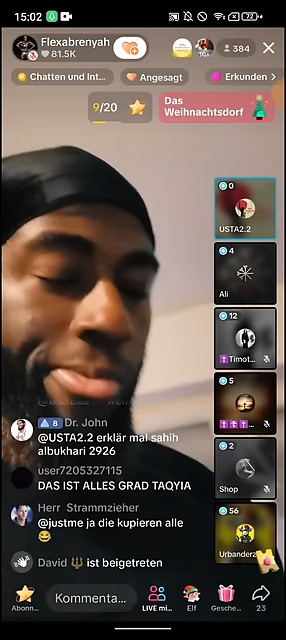 15:02
72
Flexabrenyah
81.5K
384
Chatten und Int...
Angesagt
Erkunden >
9/20
Das
Weihnachtsdorf
0
USTA2.2
4
Ali
12
Timot...
5
2
Shop
56
Urbanderz
8 Dr. John
@USTA2.2 erklär mal sahih
albukhari 2926
user7205327115
DAS IST ALLES GRAD TAQYIA
Herr Strammzieher
@justme ja die kupieren alle
😂
David 🔱 ist beigetreten
Abonn...
Kommenta...
LIVE mi...
Elf
Gesche...
23